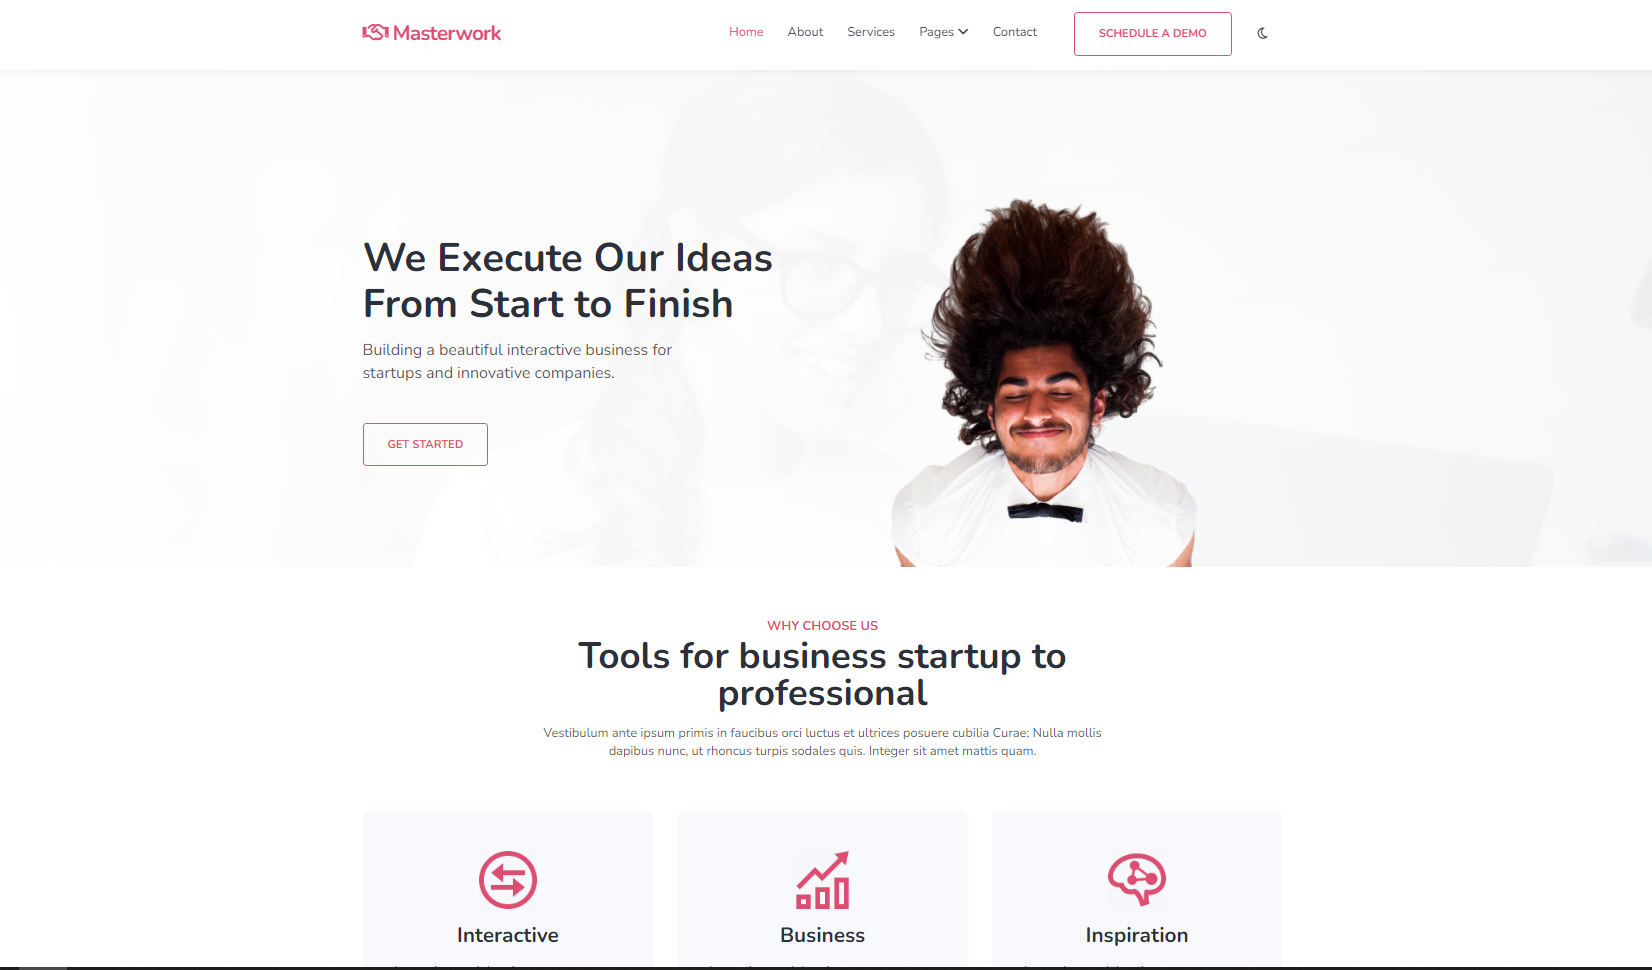 Masterwork
Home
About
Services
Pages
Contact
SCHEDULE A DEMO
We Execute Our Ideas
From Start to Finish
Building a beautiful interactive business for
startups and innovative companies.
GET STARTED
WHY CHOOSE US
Tools for business startup to
professional
Vestibulum ante ipsum primis in faucibus orci luctus et ultrices posuere cubilia Curae; Nulla mollis
dapibus nunc, ut rhoncus turpis sodales quis. Integer sit amet mattis quam.
Interactive
Business
Inspiration